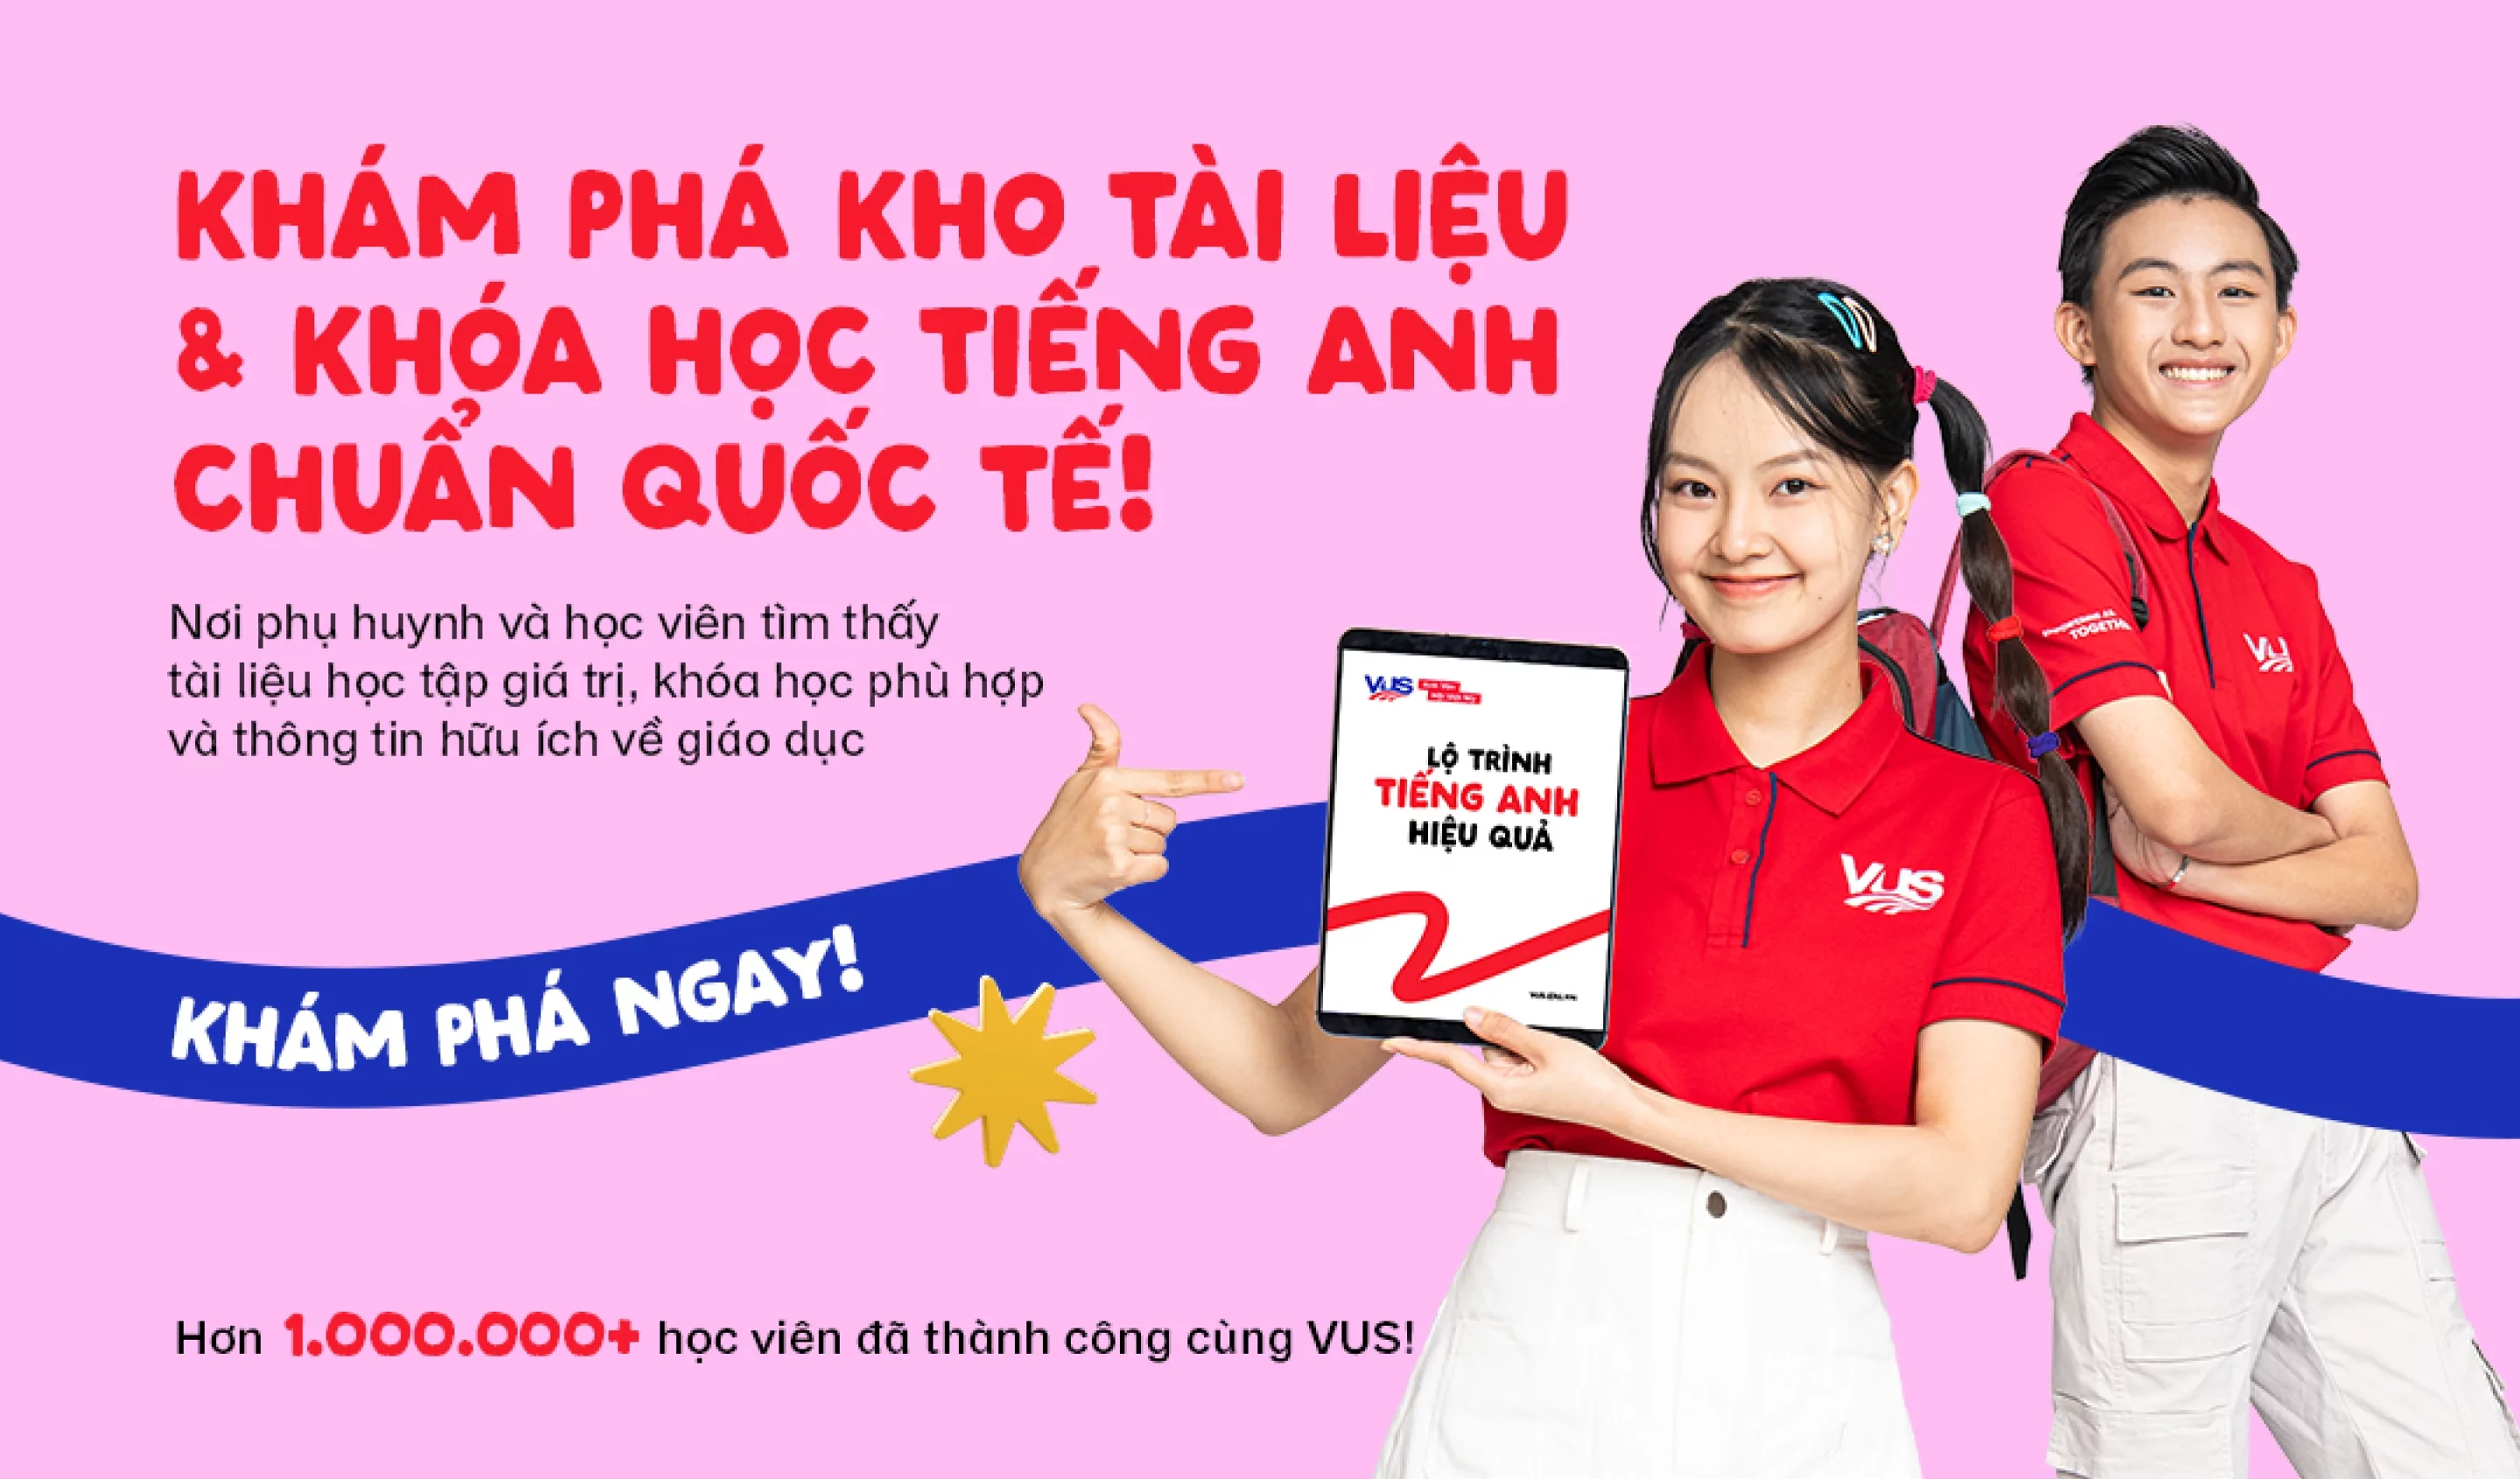 KHÁM PHÁ KHO TÀI LIỆU
& KHÓA HỌC TIẾNG ANH
CHUẨN QUỐC TẾ!
Nơi phụ huynh và học viên tìm thấy
tài liệu học tập giá trị, khóa học phù hợp
và thông tin hữu ích về giáo dục
KHÁM PHÁ NGAY!
VUS
LỘ TRÌNH
TIẾNG ANH
HIỆU QUẢ
VUS
VUS
Hơn 1.000.000+ học viên đã thành công cùng VUS!